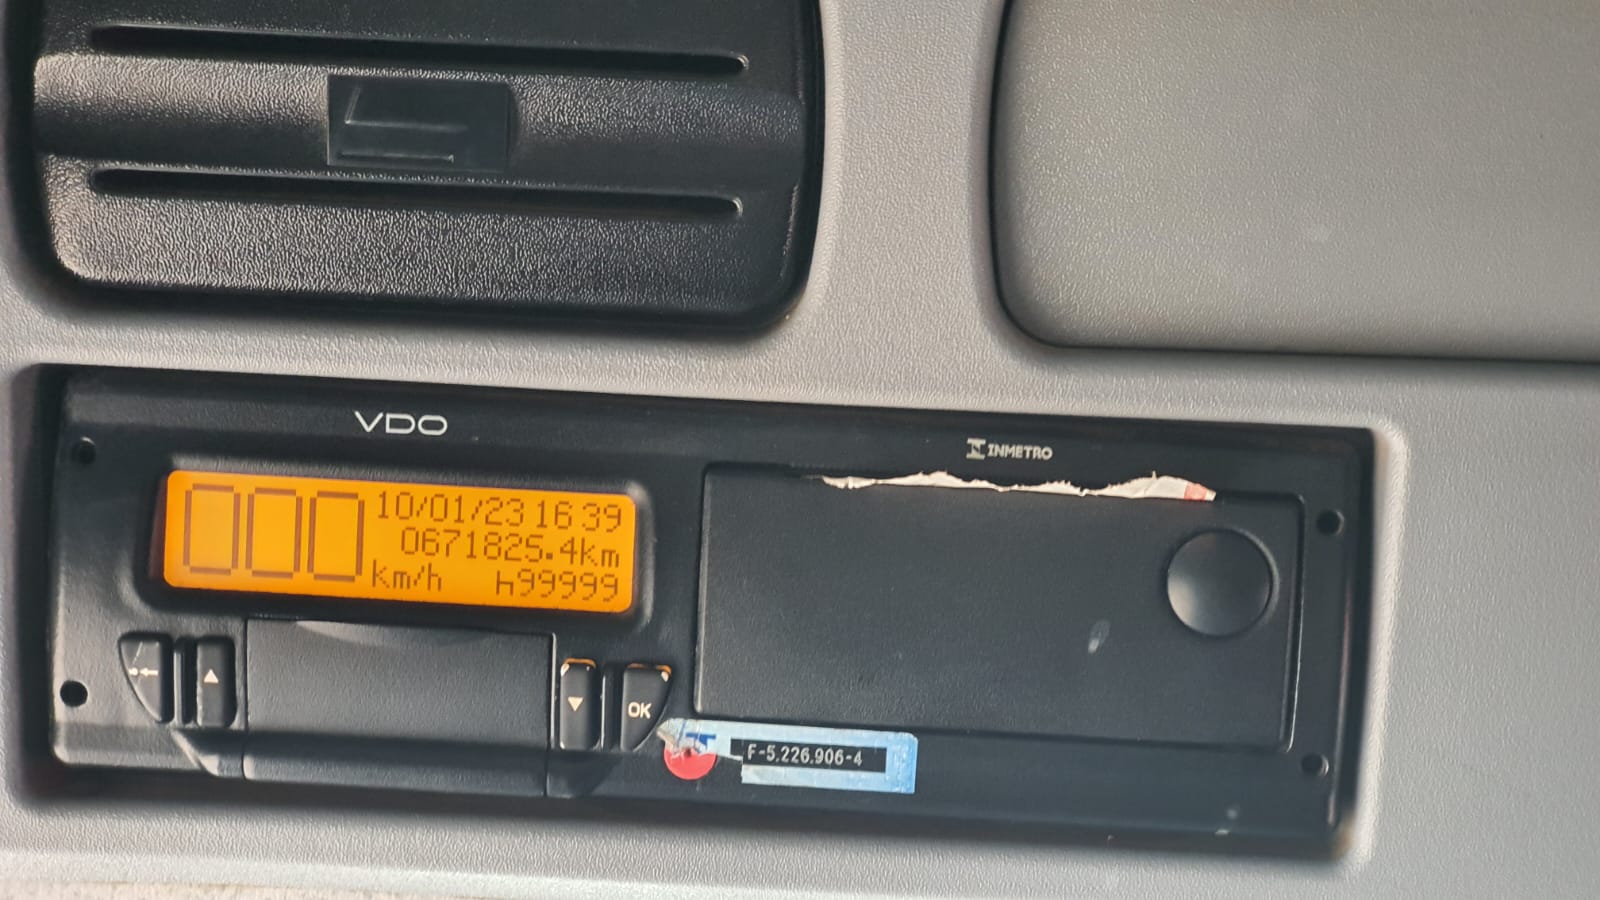 VDO
INMETRO
000
10/01/23 16 39
0671825.4km
km/h h99999
OK
F-5.226.906-4